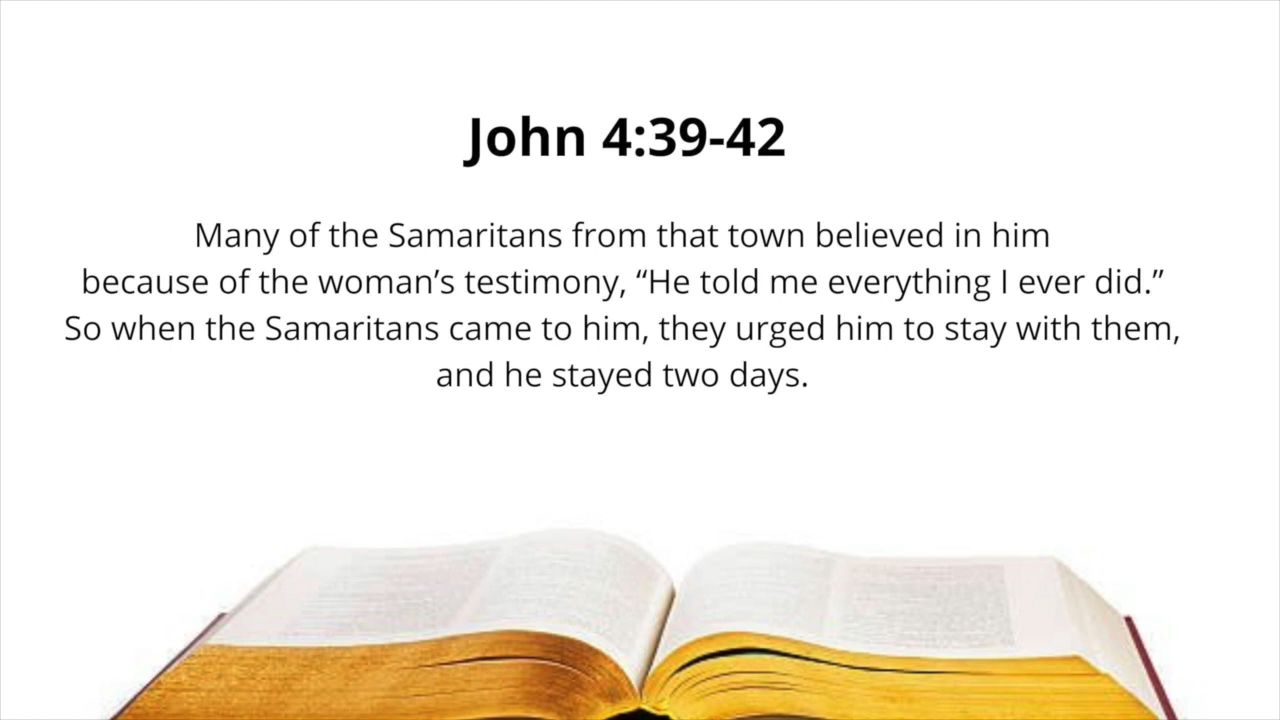 John 4:39-42
Many of the Samaritans from that town believed in him
because of the woman’s testimony, “He told me everything I ever did.”
So when the Samaritans came to him, they urged him to stay with them,
and he stayed two days.